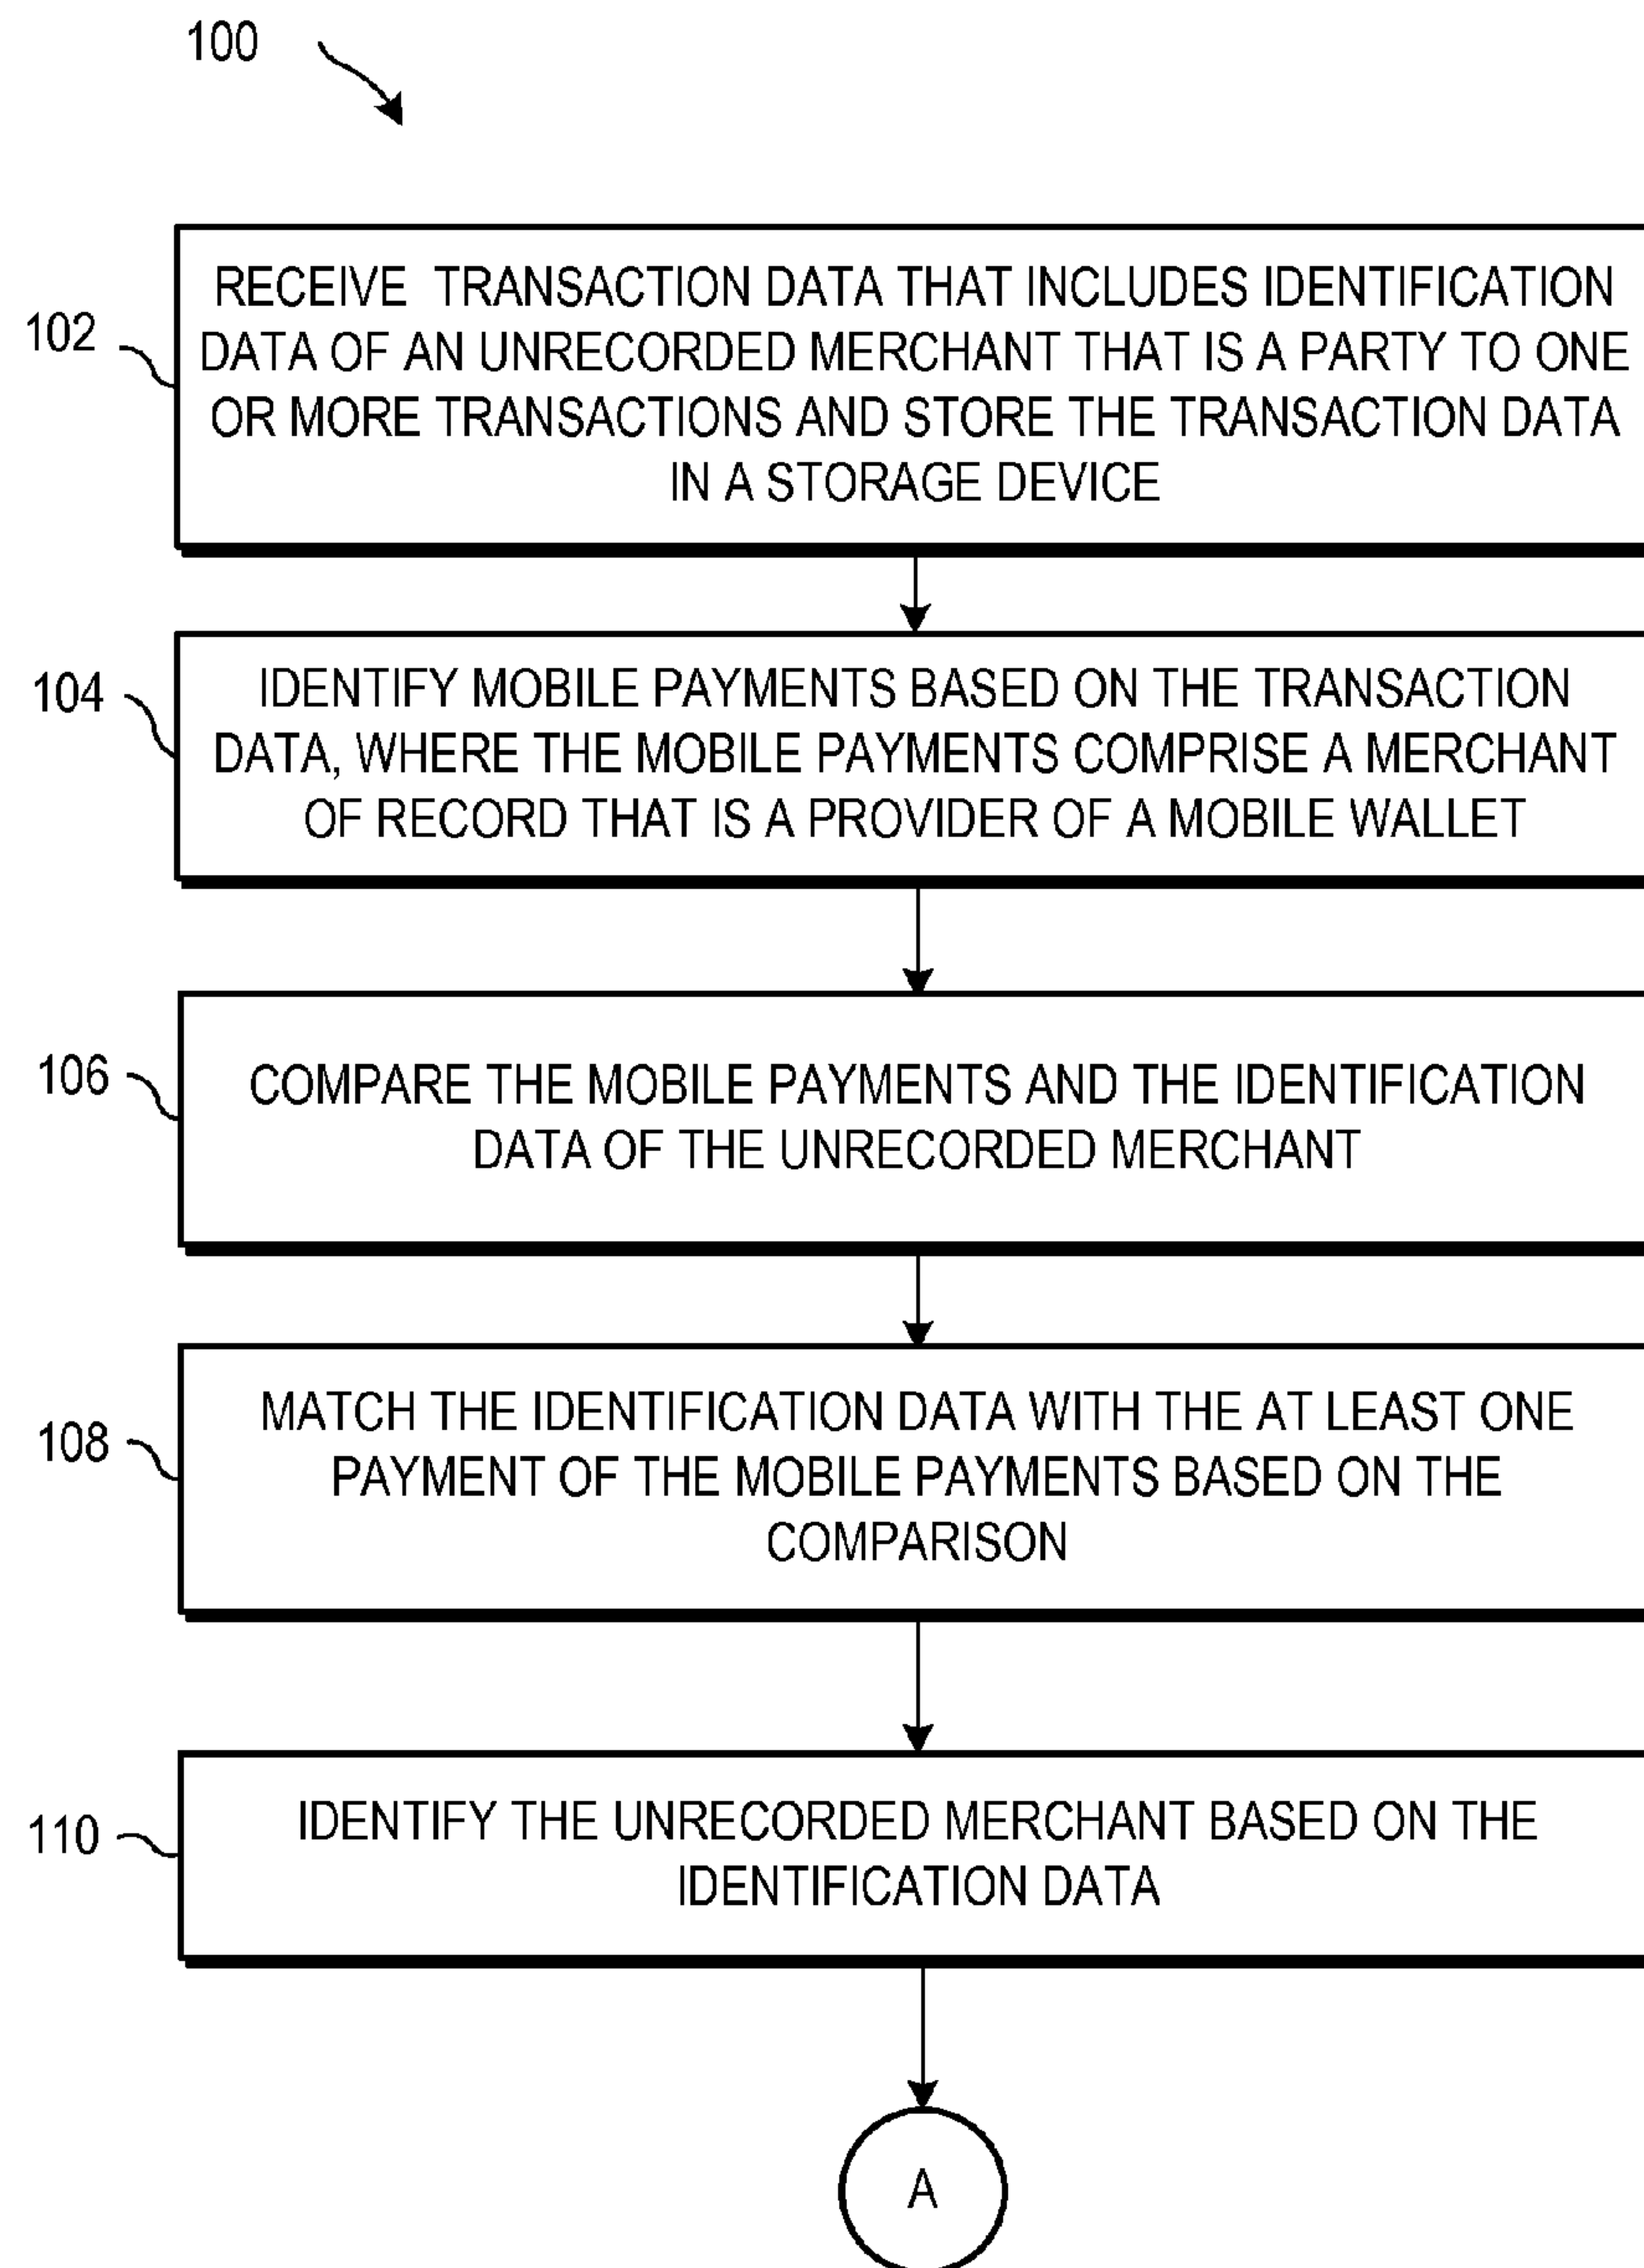 100
102
RECEIVE TRANSACTION DATA THAT INCLUDES IDENTIFICATION
DATA OF AN UNRECORDED MERCHANT THAT IS A PARTY TO ONE
OR MORE TRANSACTIONS AND STORE THE TRANSACTION DATA
IN A STORAGE DEVICE
104
IDENTIFY MOBILE PAYMENTS BASED ON THE TRANSACTION
DATA, WHERE THE MOBILE PAYMENTS COMPRISE A MERCHANT
OF RECORD THAT IS A PROVIDER OF A MOBILE WALLET
106
COMPARE THE MOBILE PAYMENTS AND THE IDENTIFICATION
DATA OF THE UNRECORDED MERCHANT
108
MATCH THE IDENTIFICATION DATA WITH THE AT LEAST ONE
PAYMENT OF THE MOBILE PAYMENTS BASED ON THE
COMPARISON
110
IDENTIFY THE UNRECORDED MERCHANT BASED ON THE
IDENTIFICATION DATA
A